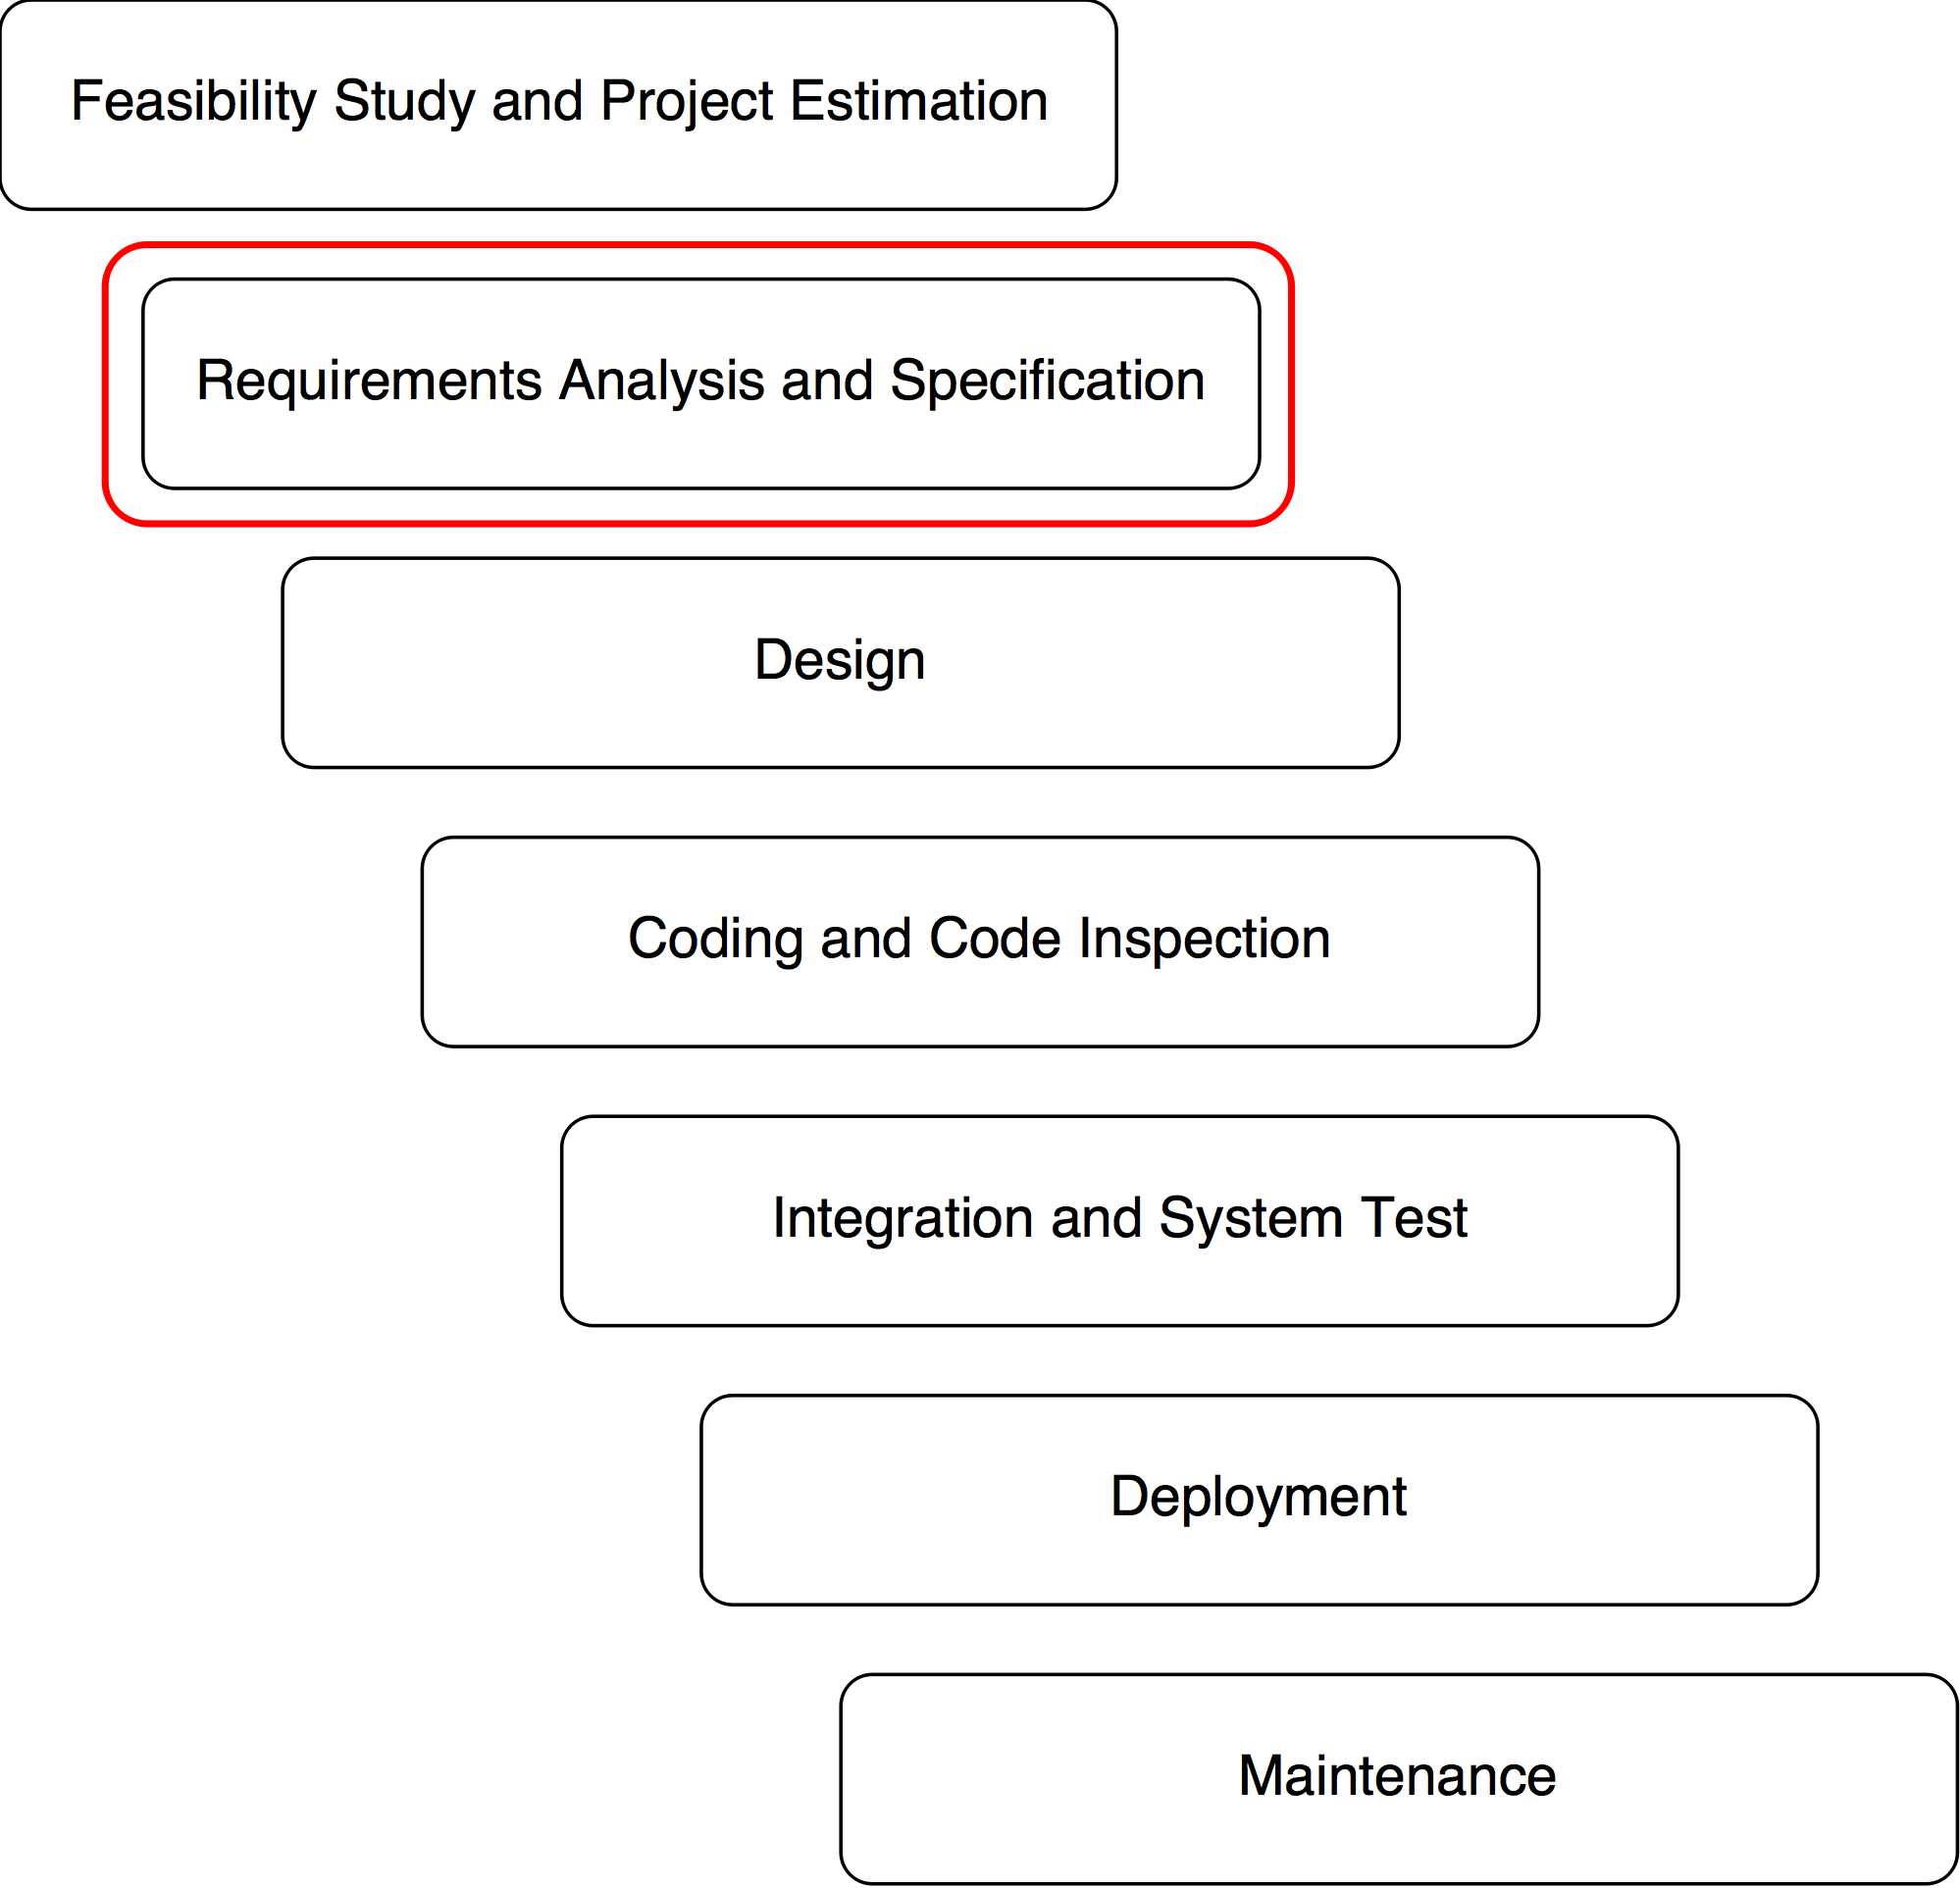 Feasibility Study and Project Estimation
Requirements Analysis and Specification
Design
Coding and Code Inspection
Integration and System Test
Deployment
Maintenance